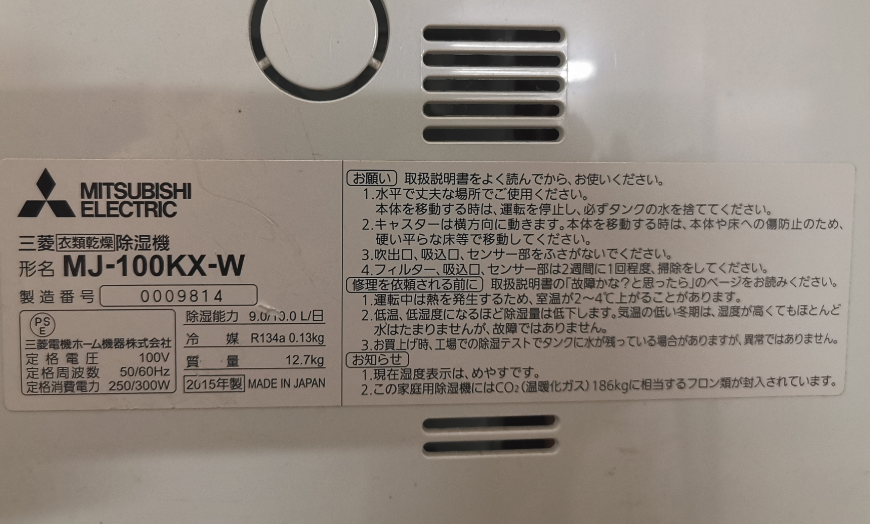 MITSUBISHI
ELECTRIC
三菱衣類乾燥除湿機
形名 MJ-100KX-W
製造番号 0009814
PS
E
三菱電機ホーム機器株式会社
定格電圧 100V
定格周波数 50/60Hz
定格消費電力 250/300W
除湿能力 9.0/10.0 L/日
冷媒 R134a 0.13kg
質量 12.7kg
2015年製 MADE IN JAPAN
お願い 取扱説明書をよく読んでから、お使いください。
1.水平で丈夫な場所でご使用ください。
本体を移動する時は、運転を停止し、必ずタンクの水を捨ててください。
2.キャスターは横方向に動きます。本体を移動する時は、本体や床への傷防止のため、
硬い平らな床等で移動してください。
3.吹出口、吸込口、センサー部をふさがないでください。
4.フィルター、吸込口、センサー部は2週間に1回程度、掃除をしてください。
修理を依頼される前に 取扱説明書の「故障かな?と思ったら」のページをお読みください。
1.運転中は熱を発生するため、室温が2~4℃上がることがあります。
2.低温、低湿度になるほど除湿量は低下します。気温の低い冬期は、湿度が高くてもほとんど
水はたまりませんが、故障ではありません。
3.お買上げ時、工場での除湿テストでタンクに水が残っている場合がありますが、異常ではありません。
お知らせ
1.現在湿度表示は、めやすです。
2.この家庭用除湿機にはCO₂(温暖化ガス)186kgに相当するフロン類が封入されています。